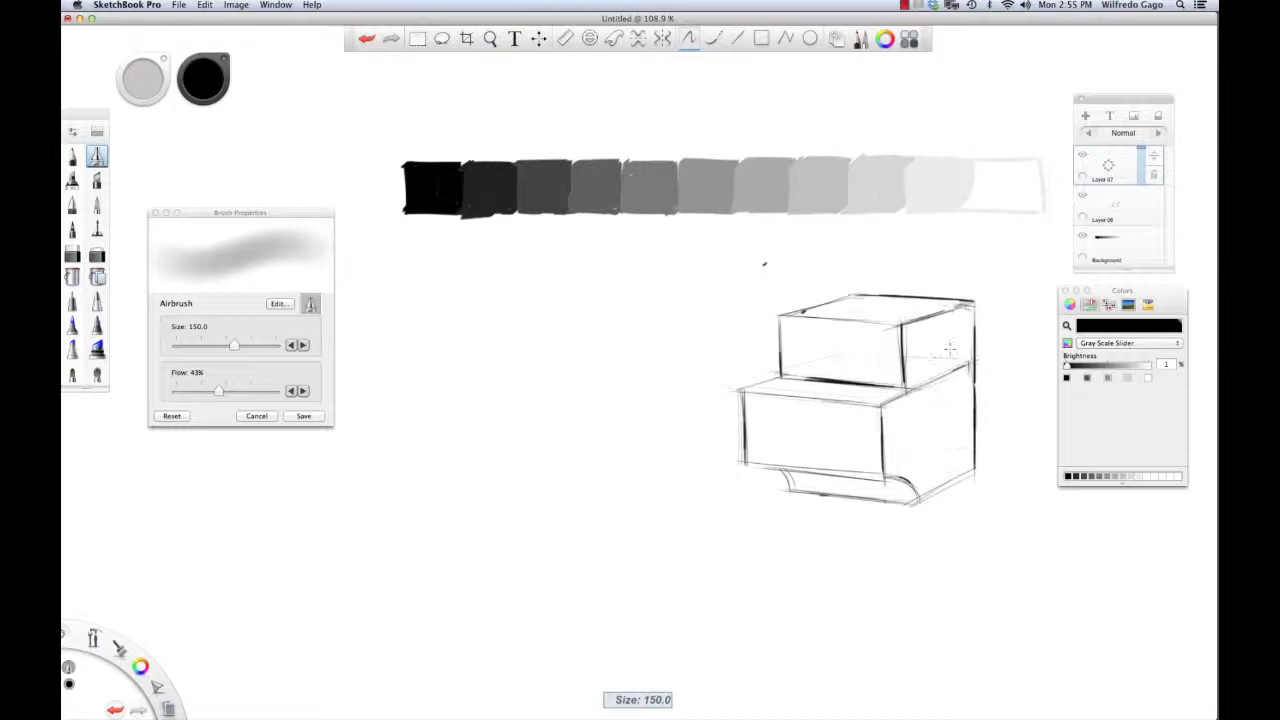 SketchBook Pro File Edit Image Window Help Mon 2:55 PM Wilfredo Gago
Untitled @ 108.9 %
T
T
Normal
Layer 07
Layer 06
Background
Brush Properties
Airbrush Edit...
Size: 150.0
Flow: 43%
Reset Cancel Save
Colors
Gray Scale Slider
Brightness
1 %
Size: 150.0